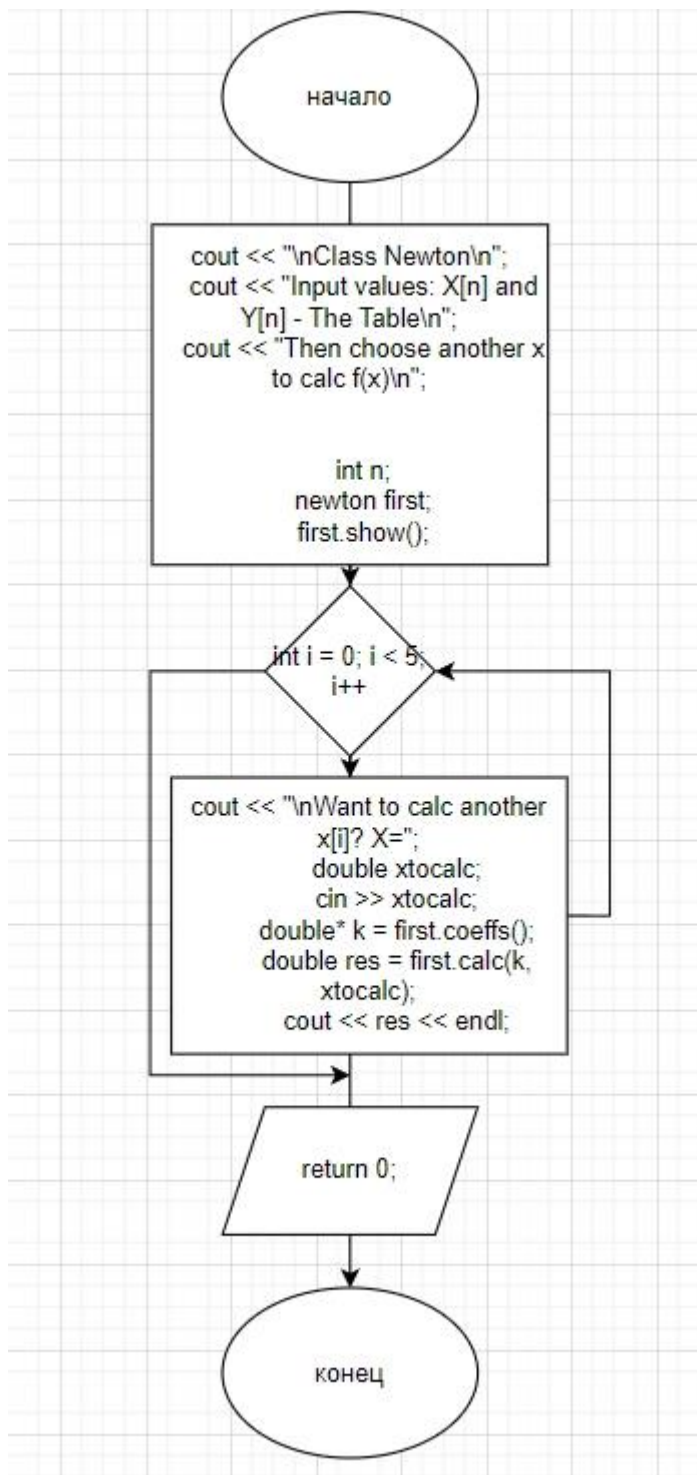 начало
cout << "\nClass Newton\n";
cout << "Input values: X[n] and
Y[n] - The Table\n";
cout << "Then choose another x
to calc f(x)\n";
int n;
newton first;
first.show();
int i = 0; i < 5;
i++
cout << "\nWant to calc another
x[i]? X=";
double xtocalc;
cin >> xtocalc;
double* k = first.coeffs();
double res = first.calc(k,
xtocalc);
cout << res << endl;
return 0;
конец